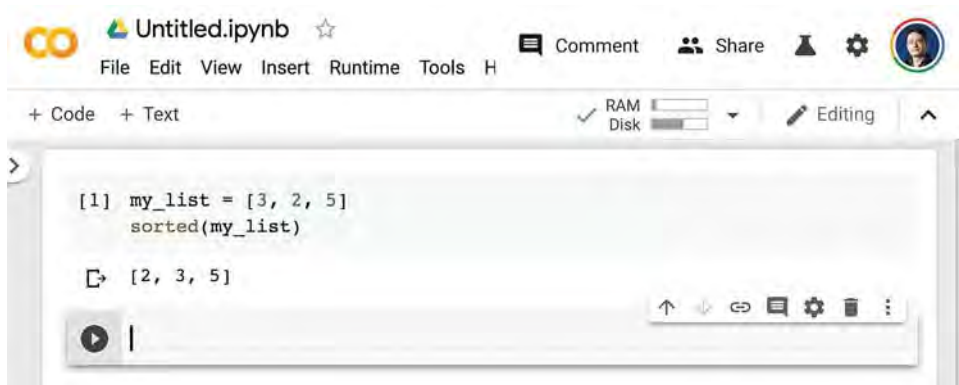 Untitled.ipynb
Comment Share
File Edit View Insert Runtime Tools H
+ Code + Text
RAM
Disk
Editing
[1] my_list = [3, 2, 5]
sorted(my_list)
[2, 3, 5]